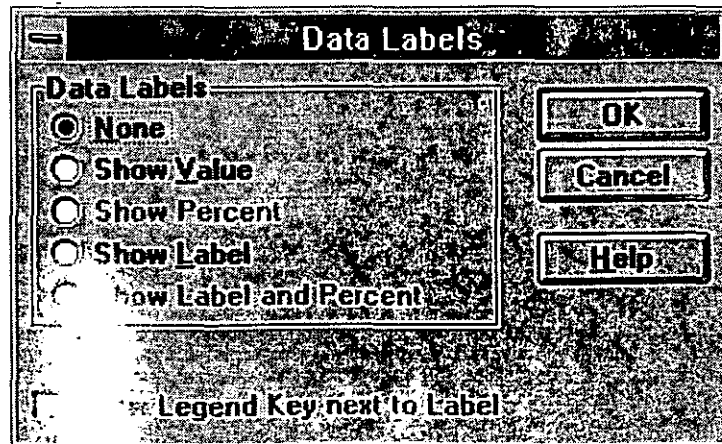 Data Labels
Data Labels
None
Show Value
Show Percent
Show Label
Show Label and Percent
Legend Key next to Label
OK
Cancel
Help